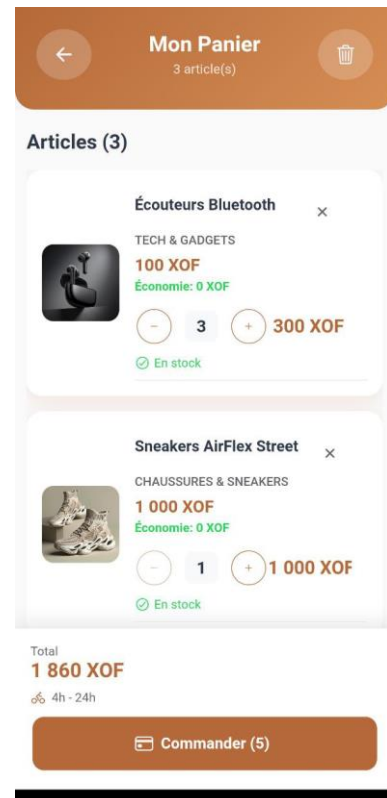 Mon Panier
3 article(s)
Articles (3)
Écouteurs Bluetooth ×
TECH & GADGETS
100 XOF
Économie: 0 XOF
− 3 + 300 XOF
En stock
Sneakers AirFlex Street ×
CHAUSSURES & SNEAKERS
1 000 XOF
Économie: 0 XOF
− 1 + 1 000 XOF
En stock
Total
1 860 XOF
4h - 24h
Commander (5)